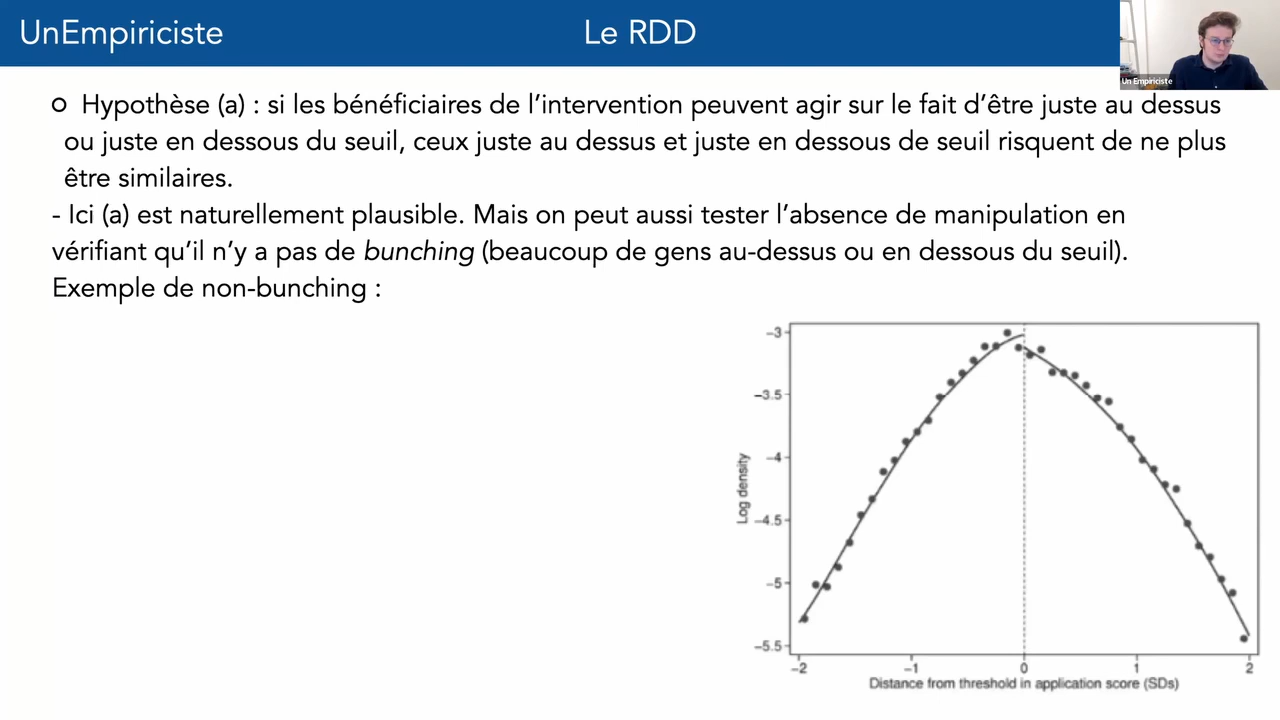 UnEmpiriciste
Le RDD
Un Empiriciste
○ Hypothèse (a) : si les bénéficiaires de l’intervention peuvent agir sur le fait d’être juste au dessus
ou juste en dessous du seuil, ceux juste au dessus et juste en dessous de seuil risquent de ne plus
être similaires.
- Ici (a) est naturellement plausible. Mais on peut aussi tester l’absence de manipulation en
vérifiant qu’il n’y a pas de bunching (beaucoup de gens au-dessus ou en dessous du seuil).
Exemple de non-bunching :
−3
−3.5
−4
−4.5
−5
−5.5
Log density
−2 −1 0 1 2
Distance from threshold in application score (SDs)